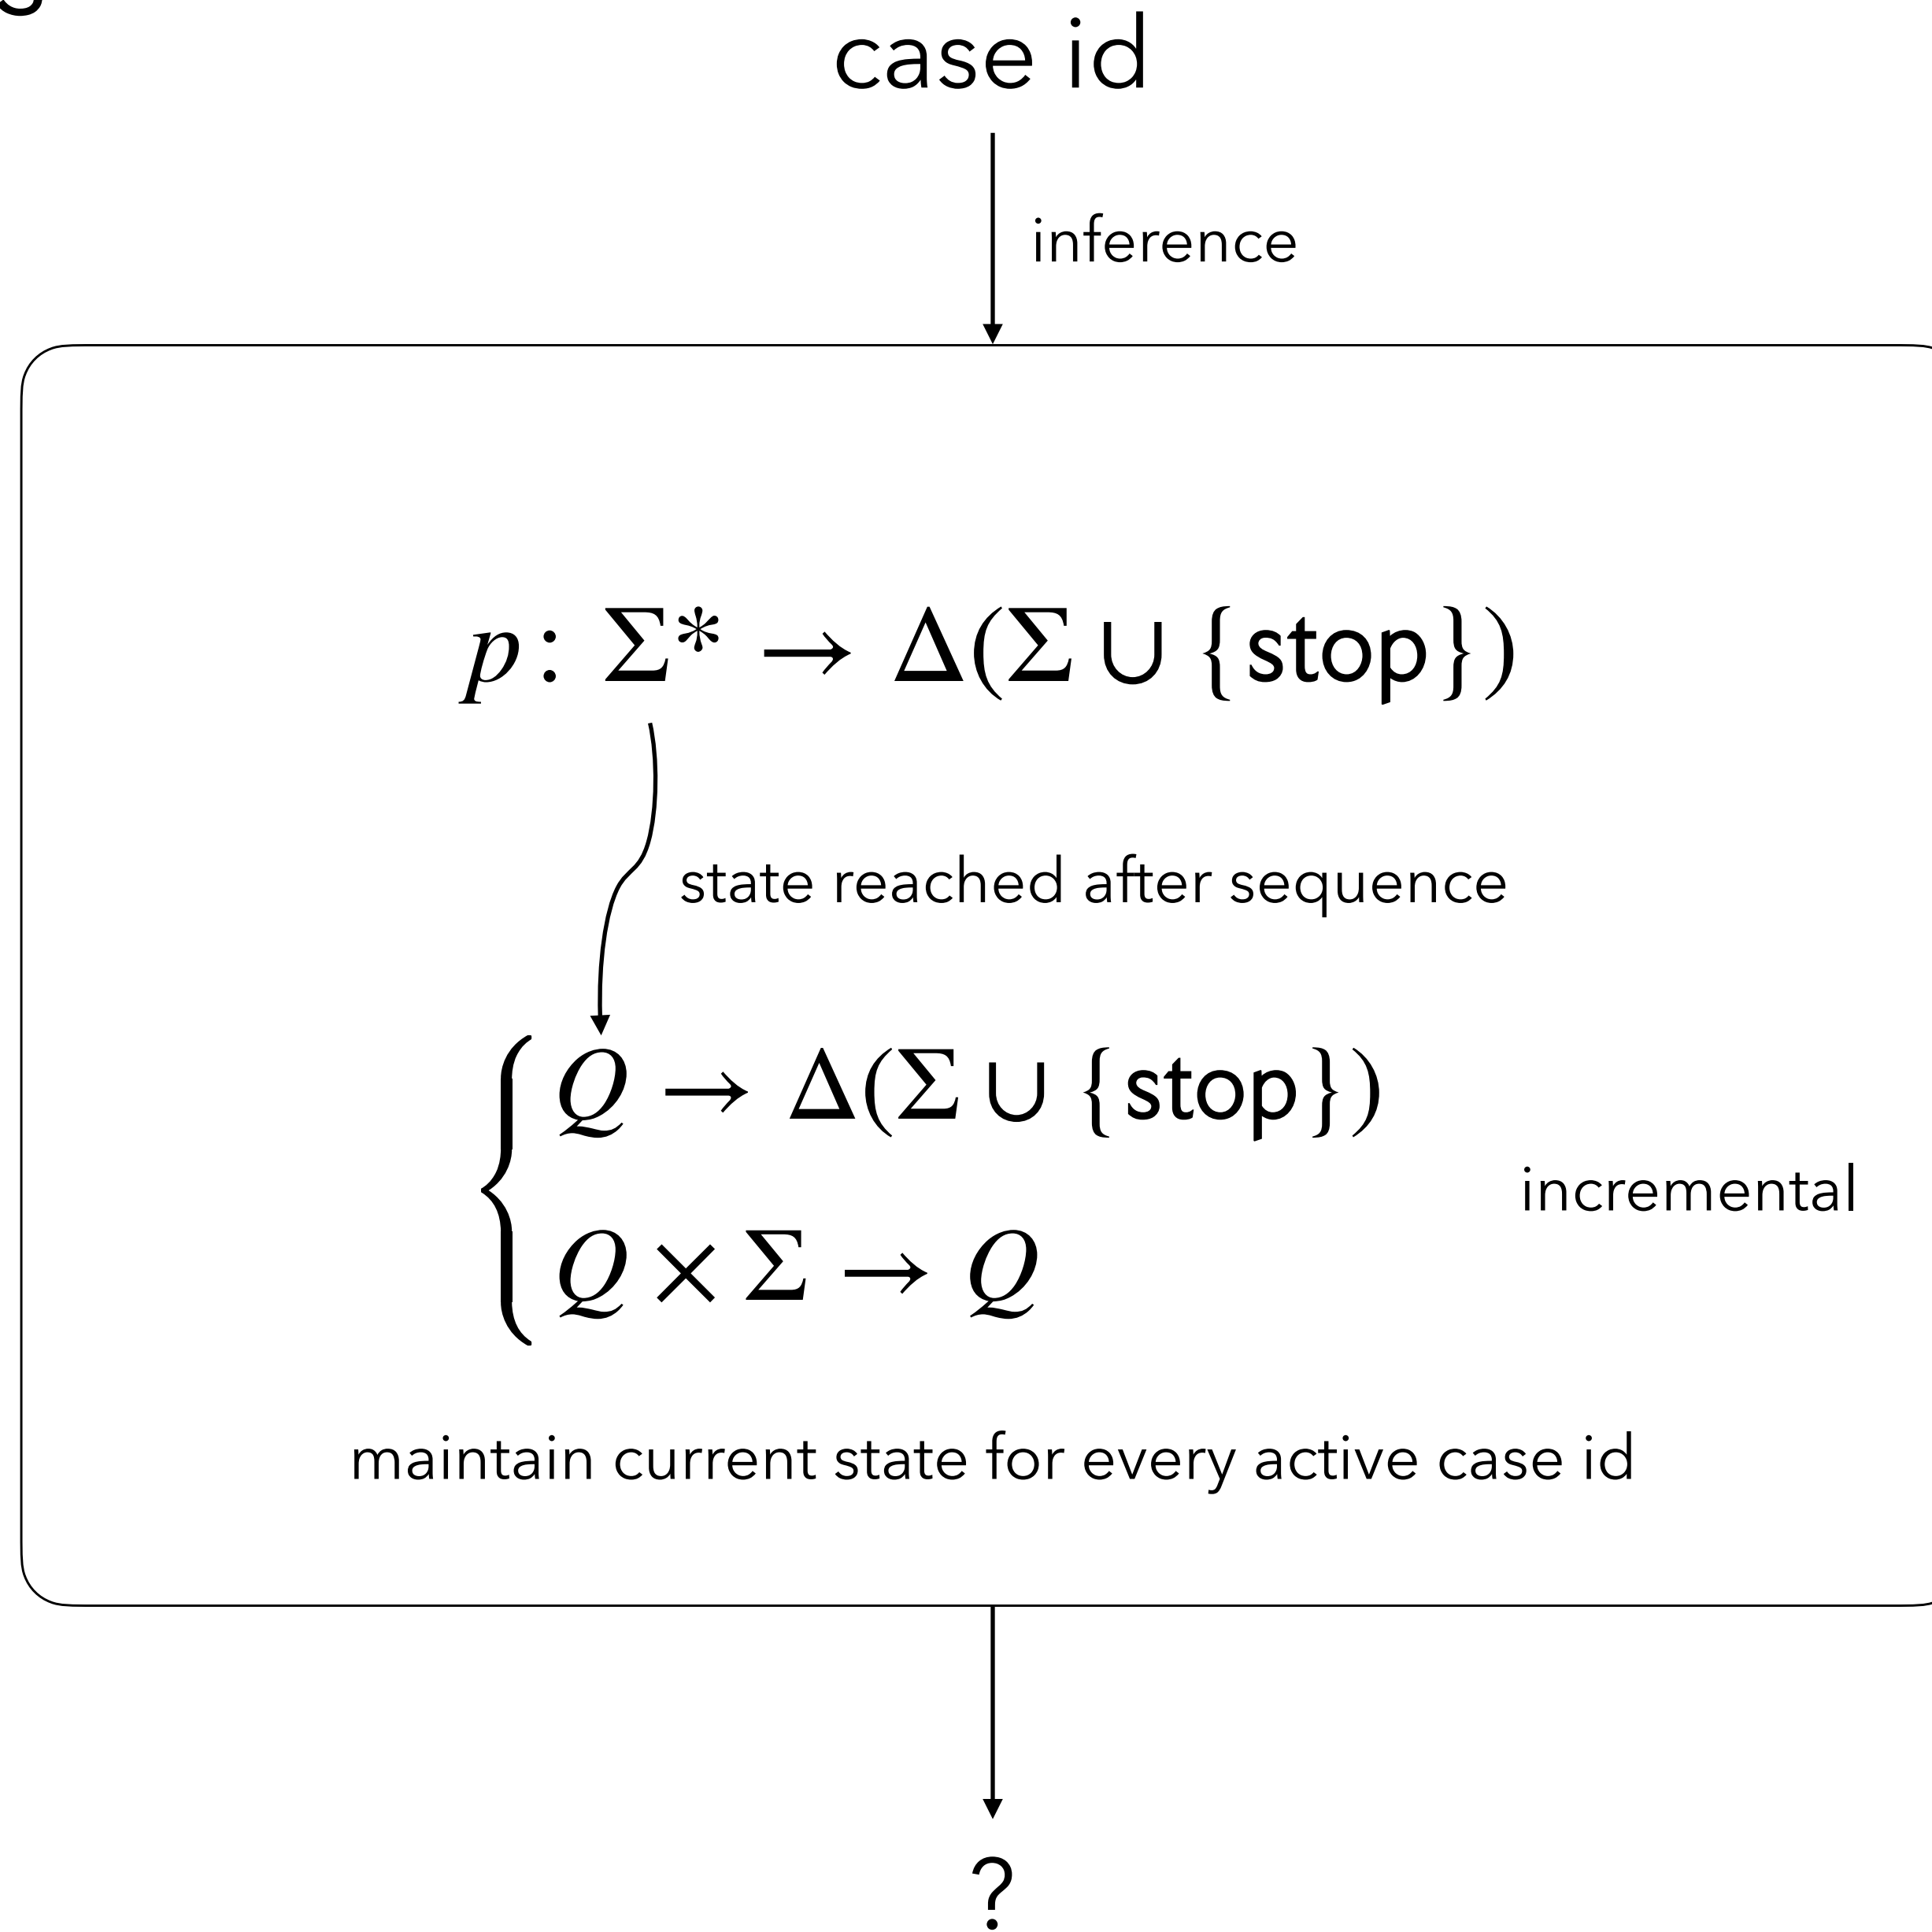 case id
inference
p: Σ* → Δ(Σ ∪ {stop})
state reached after sequence
Q → Δ(Σ ∪ {stop})
incremental
Q × Σ → Q
maintain current state for every active case id
?